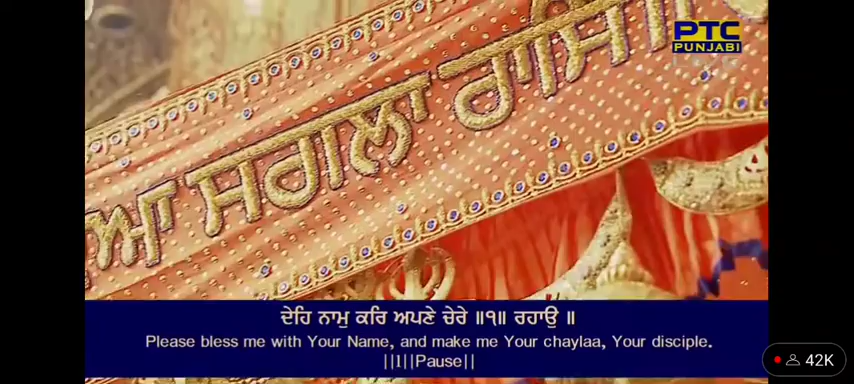 ਆ ਸਗਲਾ ਰਾਸਿ
PTC
PUNJABI
ਦੇਹਿ ਨਾਮੁ ਕਰਿ ਅਪਣੇ ਚੇਰੇ ॥੧॥ ਰਹਾਉ ॥
Please bless me with Your Name, and make me Your chaylaa, Your disciple.
||1||Pause||
42K